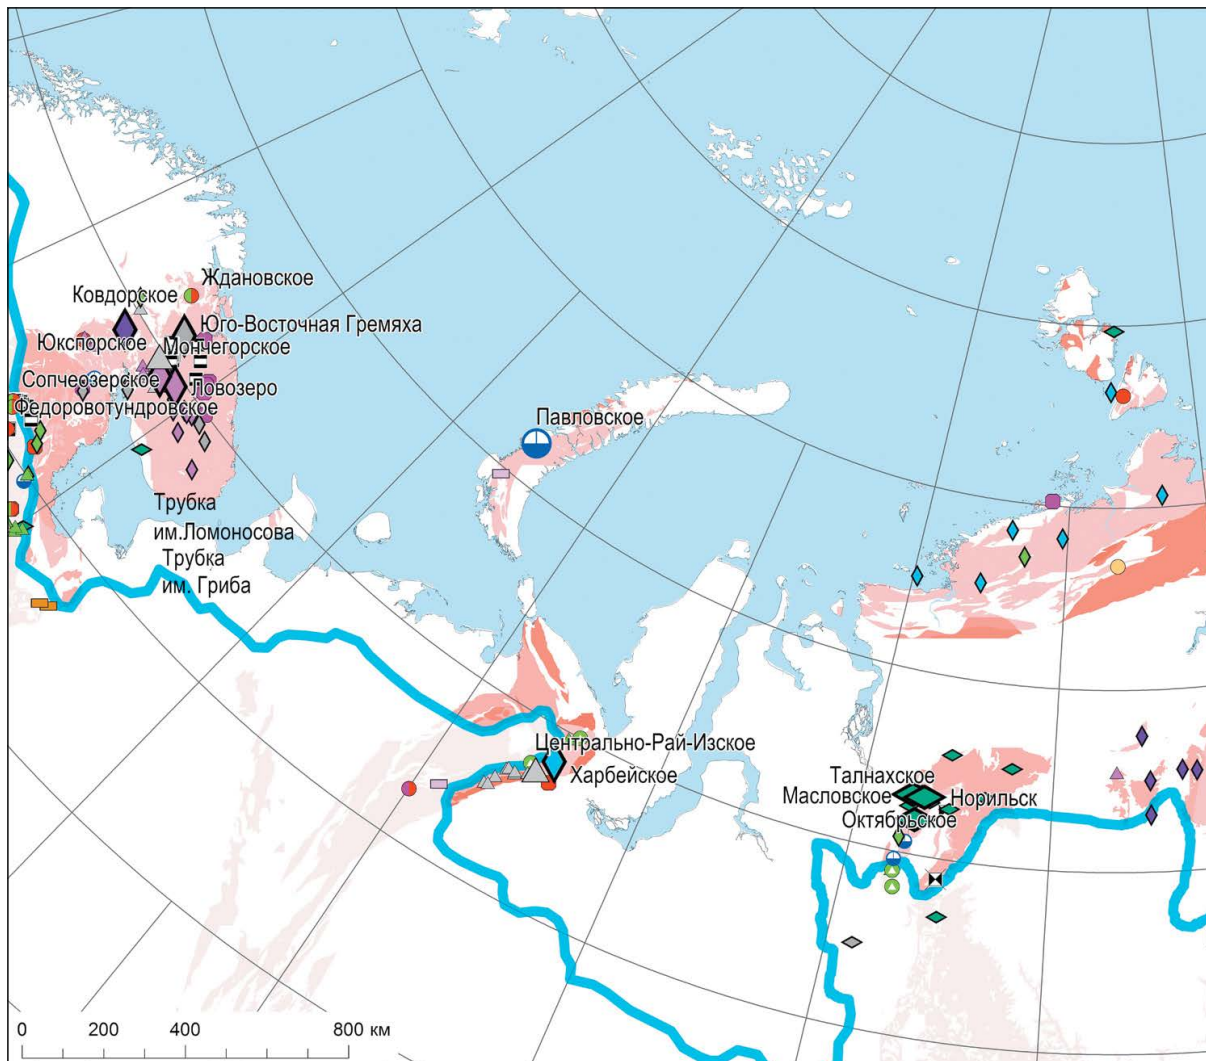 Ждановское
Ковдорское
Юго-Восточная Гремяха
Юкспорское
Мончегорское
Сопчеозерское
Ловозеро
Федоровотундровское
Павловское
Трубка
им.Ломоносова
Трубка
им. Гриба
Центрально-Рай-Изское
Харбейское
Талнахское
Масловское
Норильск
Октябрьское
0 200 400 800 км